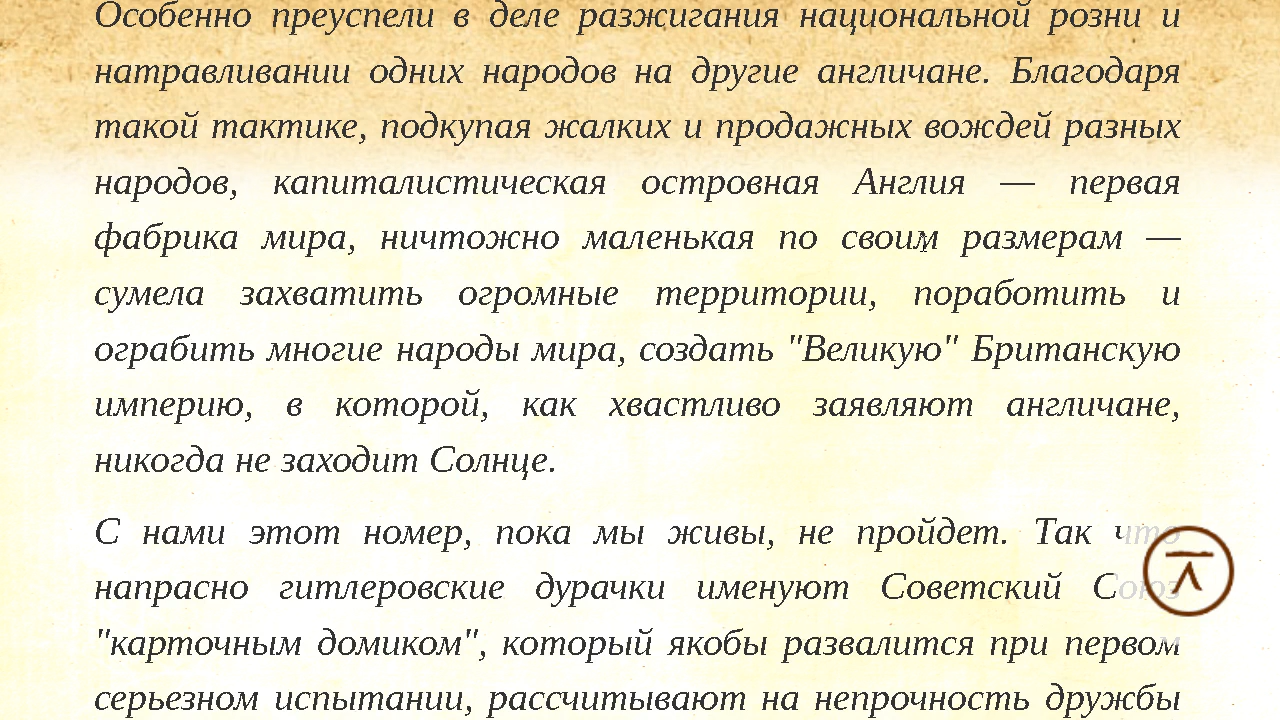 Особенно преуспели в деле разжигания национальной розни и
натравливании одних народов на другие англичане. Благодаря
такой тактике, подкупая жалких и продажных вождей разных
народов, капиталистическая островная Англия — первая
фабрика мира, ничтожно маленькая по своим размерам —
сумела захватить огромные территории, поработить и
ограбить многие народы мира, создать "Великую" Британскую
империю, в которой, как хвастливо заявляют англичане,
никогда не заходит Солнце.
С нами этот номер, пока мы живы, не пройдет. Так что
напрасно гитлеровские дурачки именуют Советский Союз
"карточным домиком", который якобы развалится при первом
серьезном испытании, рассчитывают на непрочность дружбы